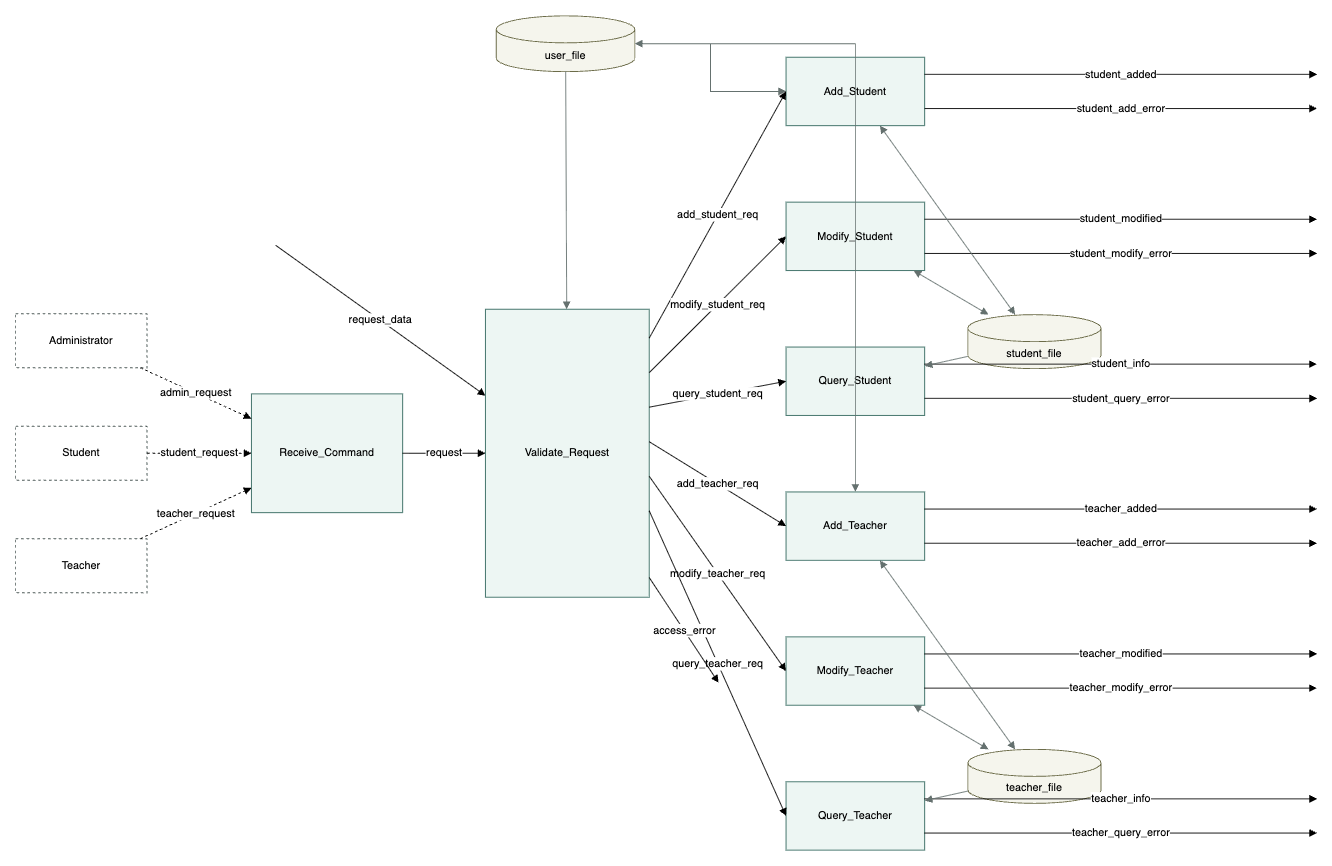 user_file
Add_Student
student_added
student_add_error
add_student_req
Modify_Student
student_modified
student_modify_error
modify_student_req
request_data
Administrator
admin_request
student_file
student_info
Query_Student
query_student_req
student_query_error
Student
student_request
Receive_Command
request
Validate_Request
add_teacher_req
teacher_request
Add_Teacher
teacher_added
teacher_add_error
Teacher
modify_teacher_req
access_error
query_teacher_req
Modify_Teacher
teacher_modified
teacher_modify_error
teacher_file
teacher_info
Query_Teacher
teacher_query_error